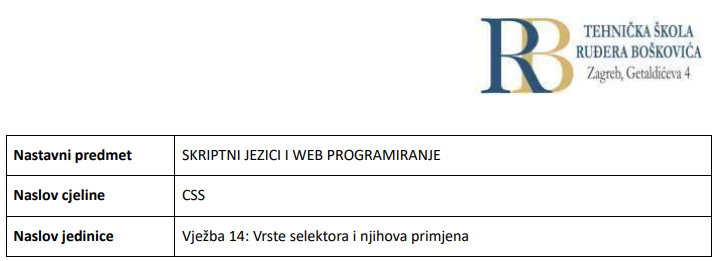 TEHNIČKA ŠKOLA
RUĐERA BOŠKOVIĆA
Zagreb, Getaldićeva 4
RB
Nastavni predmet SKRIPTNI JEZICI I WEB PROGRAMIRANJE
Naslov cjeline CSS
Naslov jedinice Vježba 14: Vrste selektora i njihova primjena